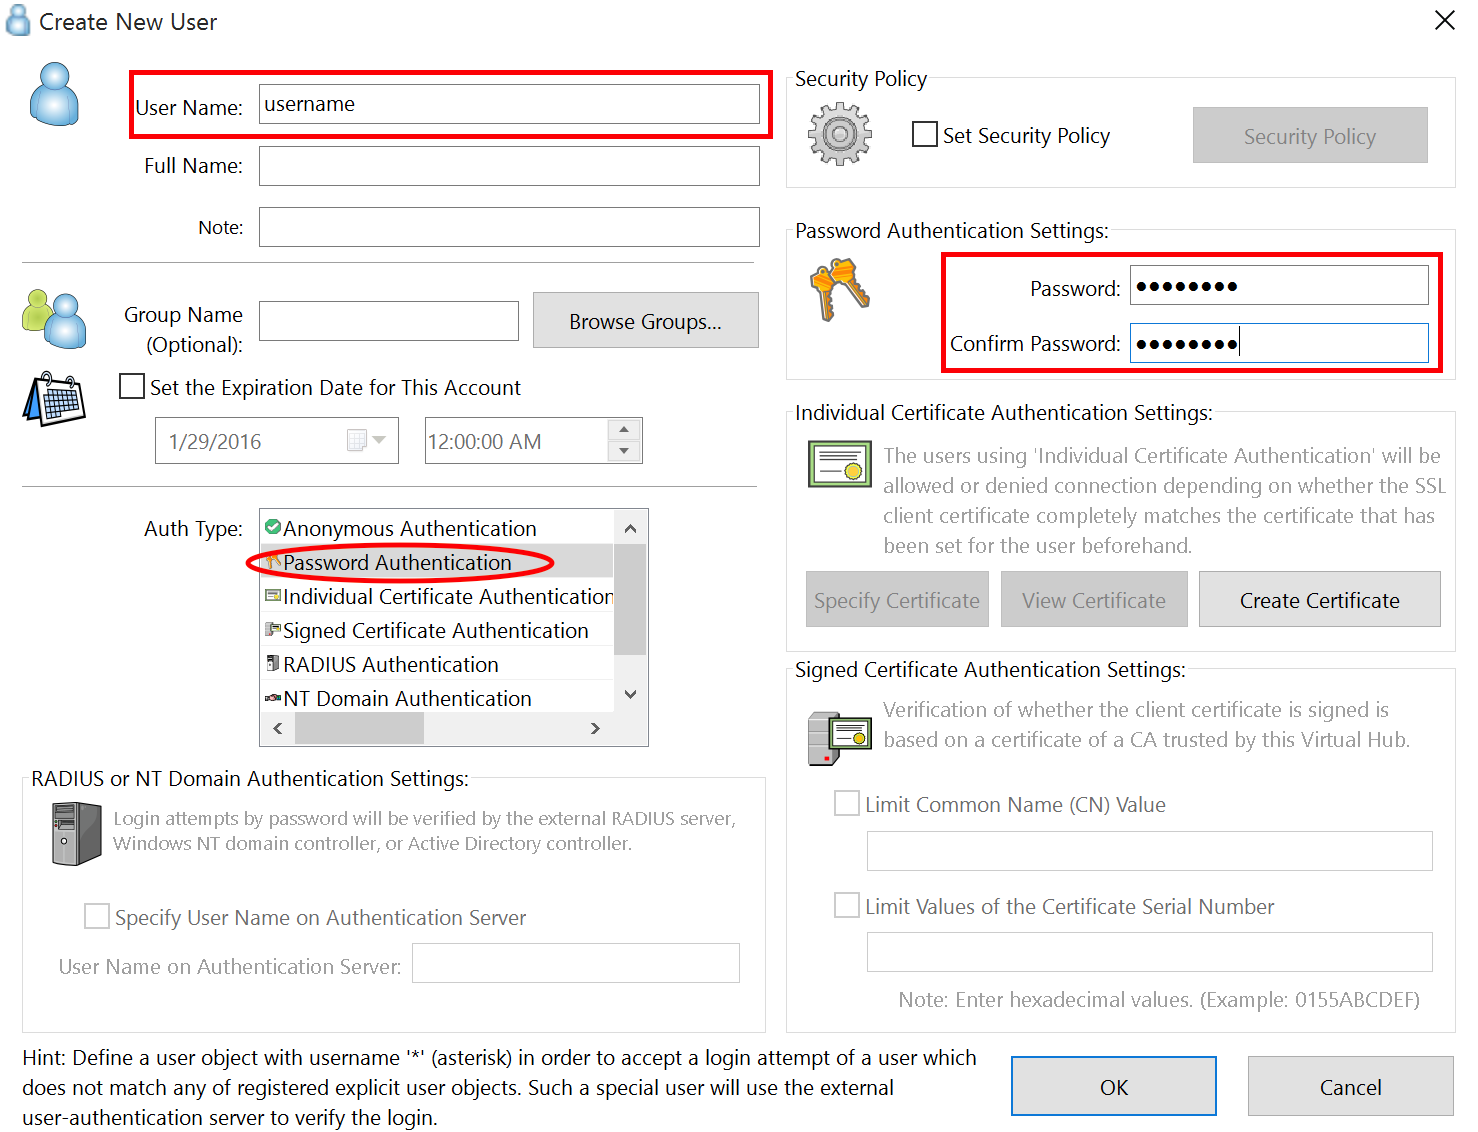 Create New User
User Name:
username
Full Name:
Note:
Group Name
(Optional):
Browse Groups...
Set the Expiration Date for This Account
1/29/2016
12:00:00 AM
Auth Type:
Anonymous Authentication
Password Authentication
Individual Certificate Authentication
Signed Certificate Authentication
RADIUS Authentication
NT Domain Authentication
RADIUS or NT Domain Authentication Settings:
Login attempts by password will be verified by the external RADIUS server,
Windows NT domain controller, or Active Directory controller.
Specify User Name on Authentication Server
User Name on Authentication Server:
Security Policy
Set Security Policy
Security Policy
Password Authentication Settings:
Password:
●●●●●●●●
Confirm Password:
●●●●●●●●
Individual Certificate Authentication Settings:
The users using 'Individual Certificate Authentication' will be
allowed or denied connection depending on whether the SSL
client certificate completely matches the certificate that has
been set for the user beforehand.
Specify Certificate
View Certificate
Create Certificate
Signed Certificate Authentication Settings:
Verification of whether the client certificate is signed is
based on a certificate of a CA trusted by this Virtual Hub.
Limit Common Name (CN) Value
Limit Values of the Certificate Serial Number
Note: Enter hexadecimal values. (Example: 0155ABCDEF)
Hint: Define a user object with username '*' (asterisk) in order to accept a login attempt of a user which
does not match any of registered explicit user objects. Such a special user will use the external
user-authentication server to verify the login.
OK
Cancel